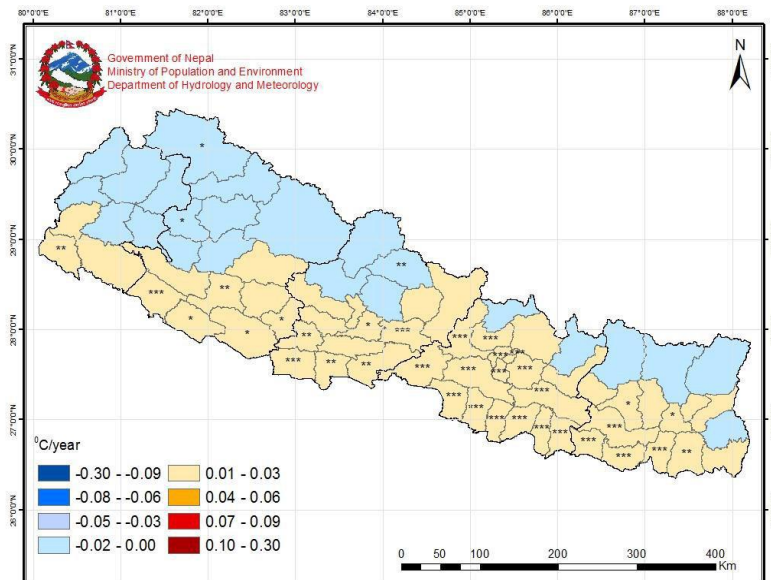 80°0'0"E 81°0'0"E 82°0'0"E 83°0'0"E 84°0'0"E 85°0'0"E 86°0'0"E 87°0'0"E 88°0'0"E
Government of Nepal
Ministry of Population and Environment
Department of Hydrology and Meteorology
N
31°0'0"N
30°0'0"N
29°0'0"N
28°0'0"N
27°0'0"N
26°0'0"N
⁰C/year
-0.30 - -0.09 0.01 - 0.03
-0.08 - -0.06 0.04 - 0.06
-0.05 - -0.03 0.07 - 0.09
-0.02 - 0.00 0.10 - 0.30
0 50 100 200 300 400
Km